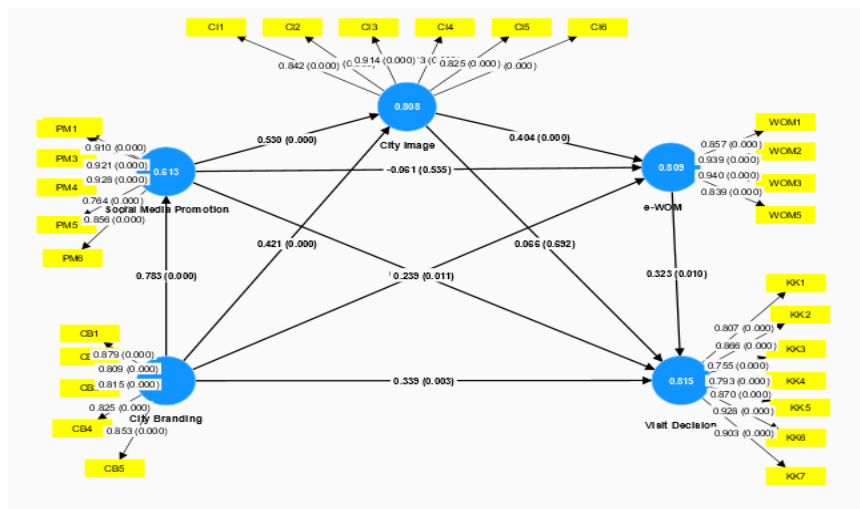 CI1 CI2 CI3 CI4 CI5 CI6
0.842 (0.000) 0.914 (0.000) 0.825 (0.000) (0.000)
0.808
City Image
PM1
PM3
PM4
PM5
PM6
0.910 (0.000)
0.921 (0.000)
0.928 (0.000)
0.764 (0.000)
0.856 (0.000)
0.613
Social Media Promotion
0.530 (0.000)
0.404 (0.000)
-0.061 (0.535)
WOM1
WOM2
WOM3
WOM5
0.857 (0.000)
0.939 (0.000)
0.940 (0.000)
0.839 (0.000)
0.809
e-WOM
0.421 (0.000)
0.066 (0.692)
0.783 (0.000)
0.239 (0.011)
0.323 (0.010)
CB1
CB4
CB5
0.879 (0.000)
0.809 (0.000)
0.815 (0.000)
0.825 (0.000)
0.853 (0.000)
City Branding
0.339 (0.003)
0.815
Visit Decision
KK1
KK2
KK3
KK4
KK5
KK6
KK7
0.807 (0.000)
0.866 (0.000)
0.755 (0.000)
0.793 (0.000)
0.870 (0.000)
0.928 (0.000)
0.903 (0.000)